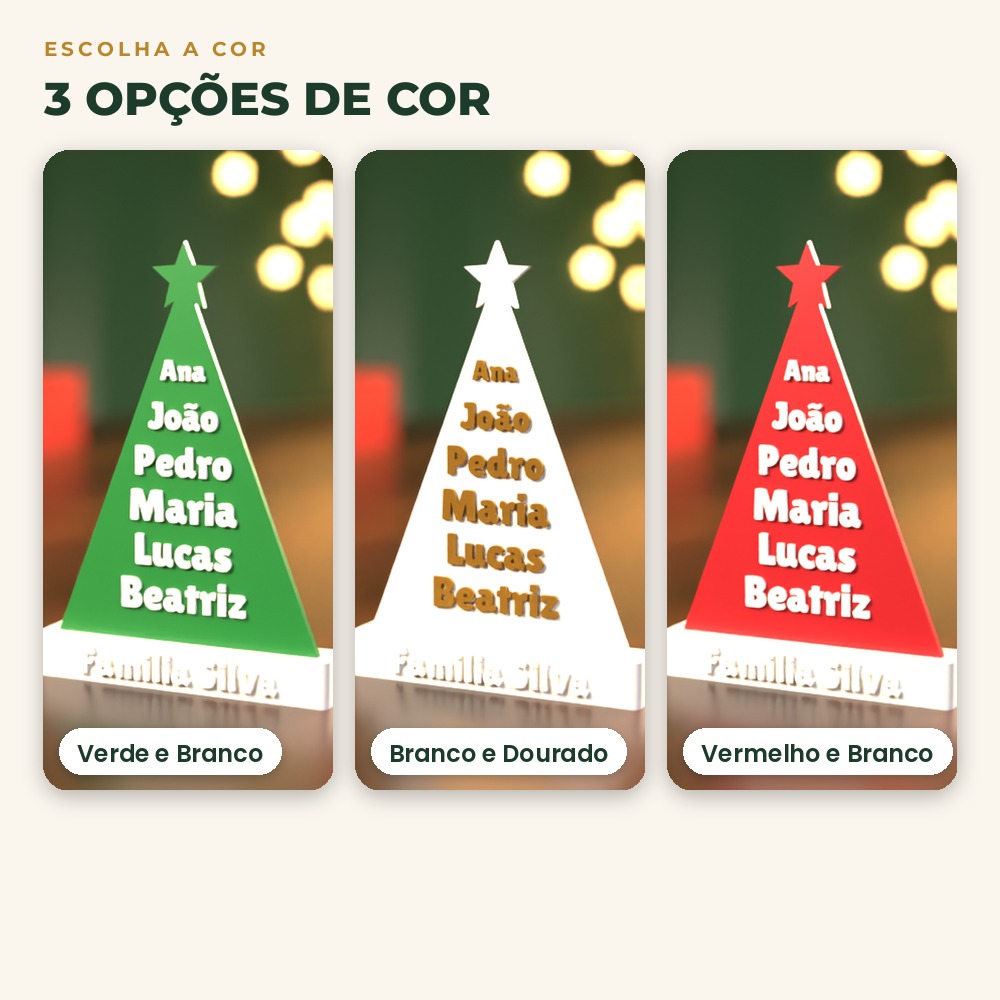 ESCOLHA A COR
3 OPÇÕES DE COR
Ana
João
Pedro
Maria
Lucas
Beatriz
Família Silva
Verde e Branco
Ana
João
Pedro
Maria
Lucas
Beatriz
Família Silva
Branco e Dourado
Ana
João
Pedro
Maria
Lucas
Beatriz
Família Silva
Vermelho e Branco